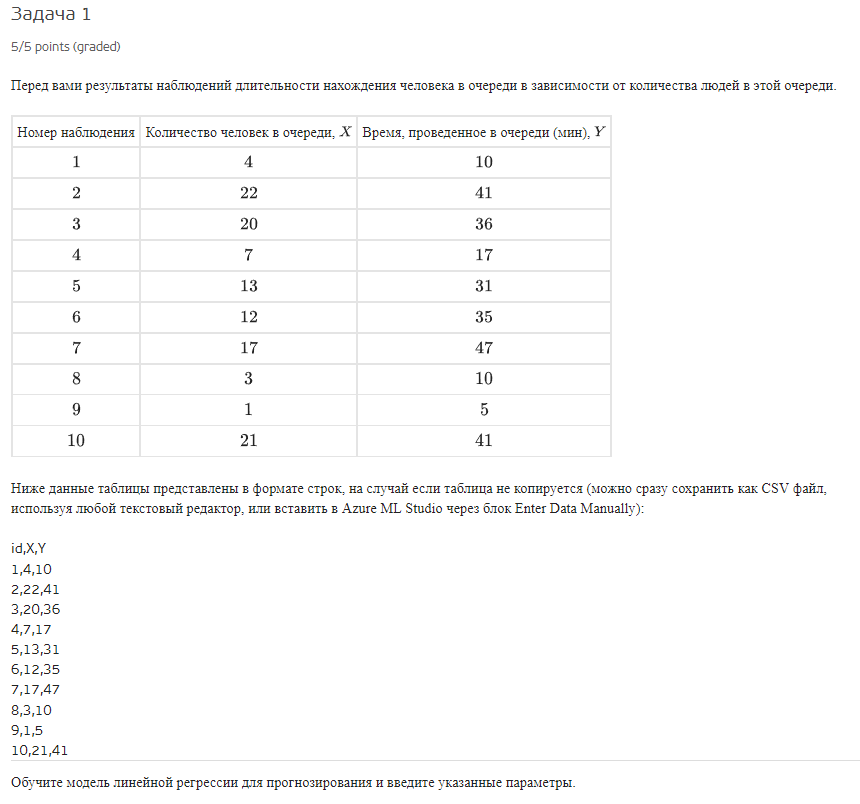 Задача 1
5/5 points (graded)
Перед вами результаты наблюдений длительности нахождения человека в очереди в зависимости от количества людей в этой очереди.
Номер наблюдения Количество человек в очереди, X Время, проведенное в очереди (мин), Y
1 4 10
2 22 41
3 20 36
4 7 17
5 13 31
6 12 35
7 17 47
8 3 10
9 1 5
10 21 41
Ниже данные таблицы представлены в формате строк, на случай если таблица не копируется (можно сразу сохранить как CSV файл,
используя любой текстовый редактор, или вставить в Azure ML Studio через блок Enter Data Manually):
id,X,Y
1,4,10
2,22,41
3,20,36
4,7,17
5,13,31
6,12,35
7,17,47
8,3,10
9,1,5
10,21,41
Обучите модель линейной регрессии для прогнозирования и введите указанные параметры.